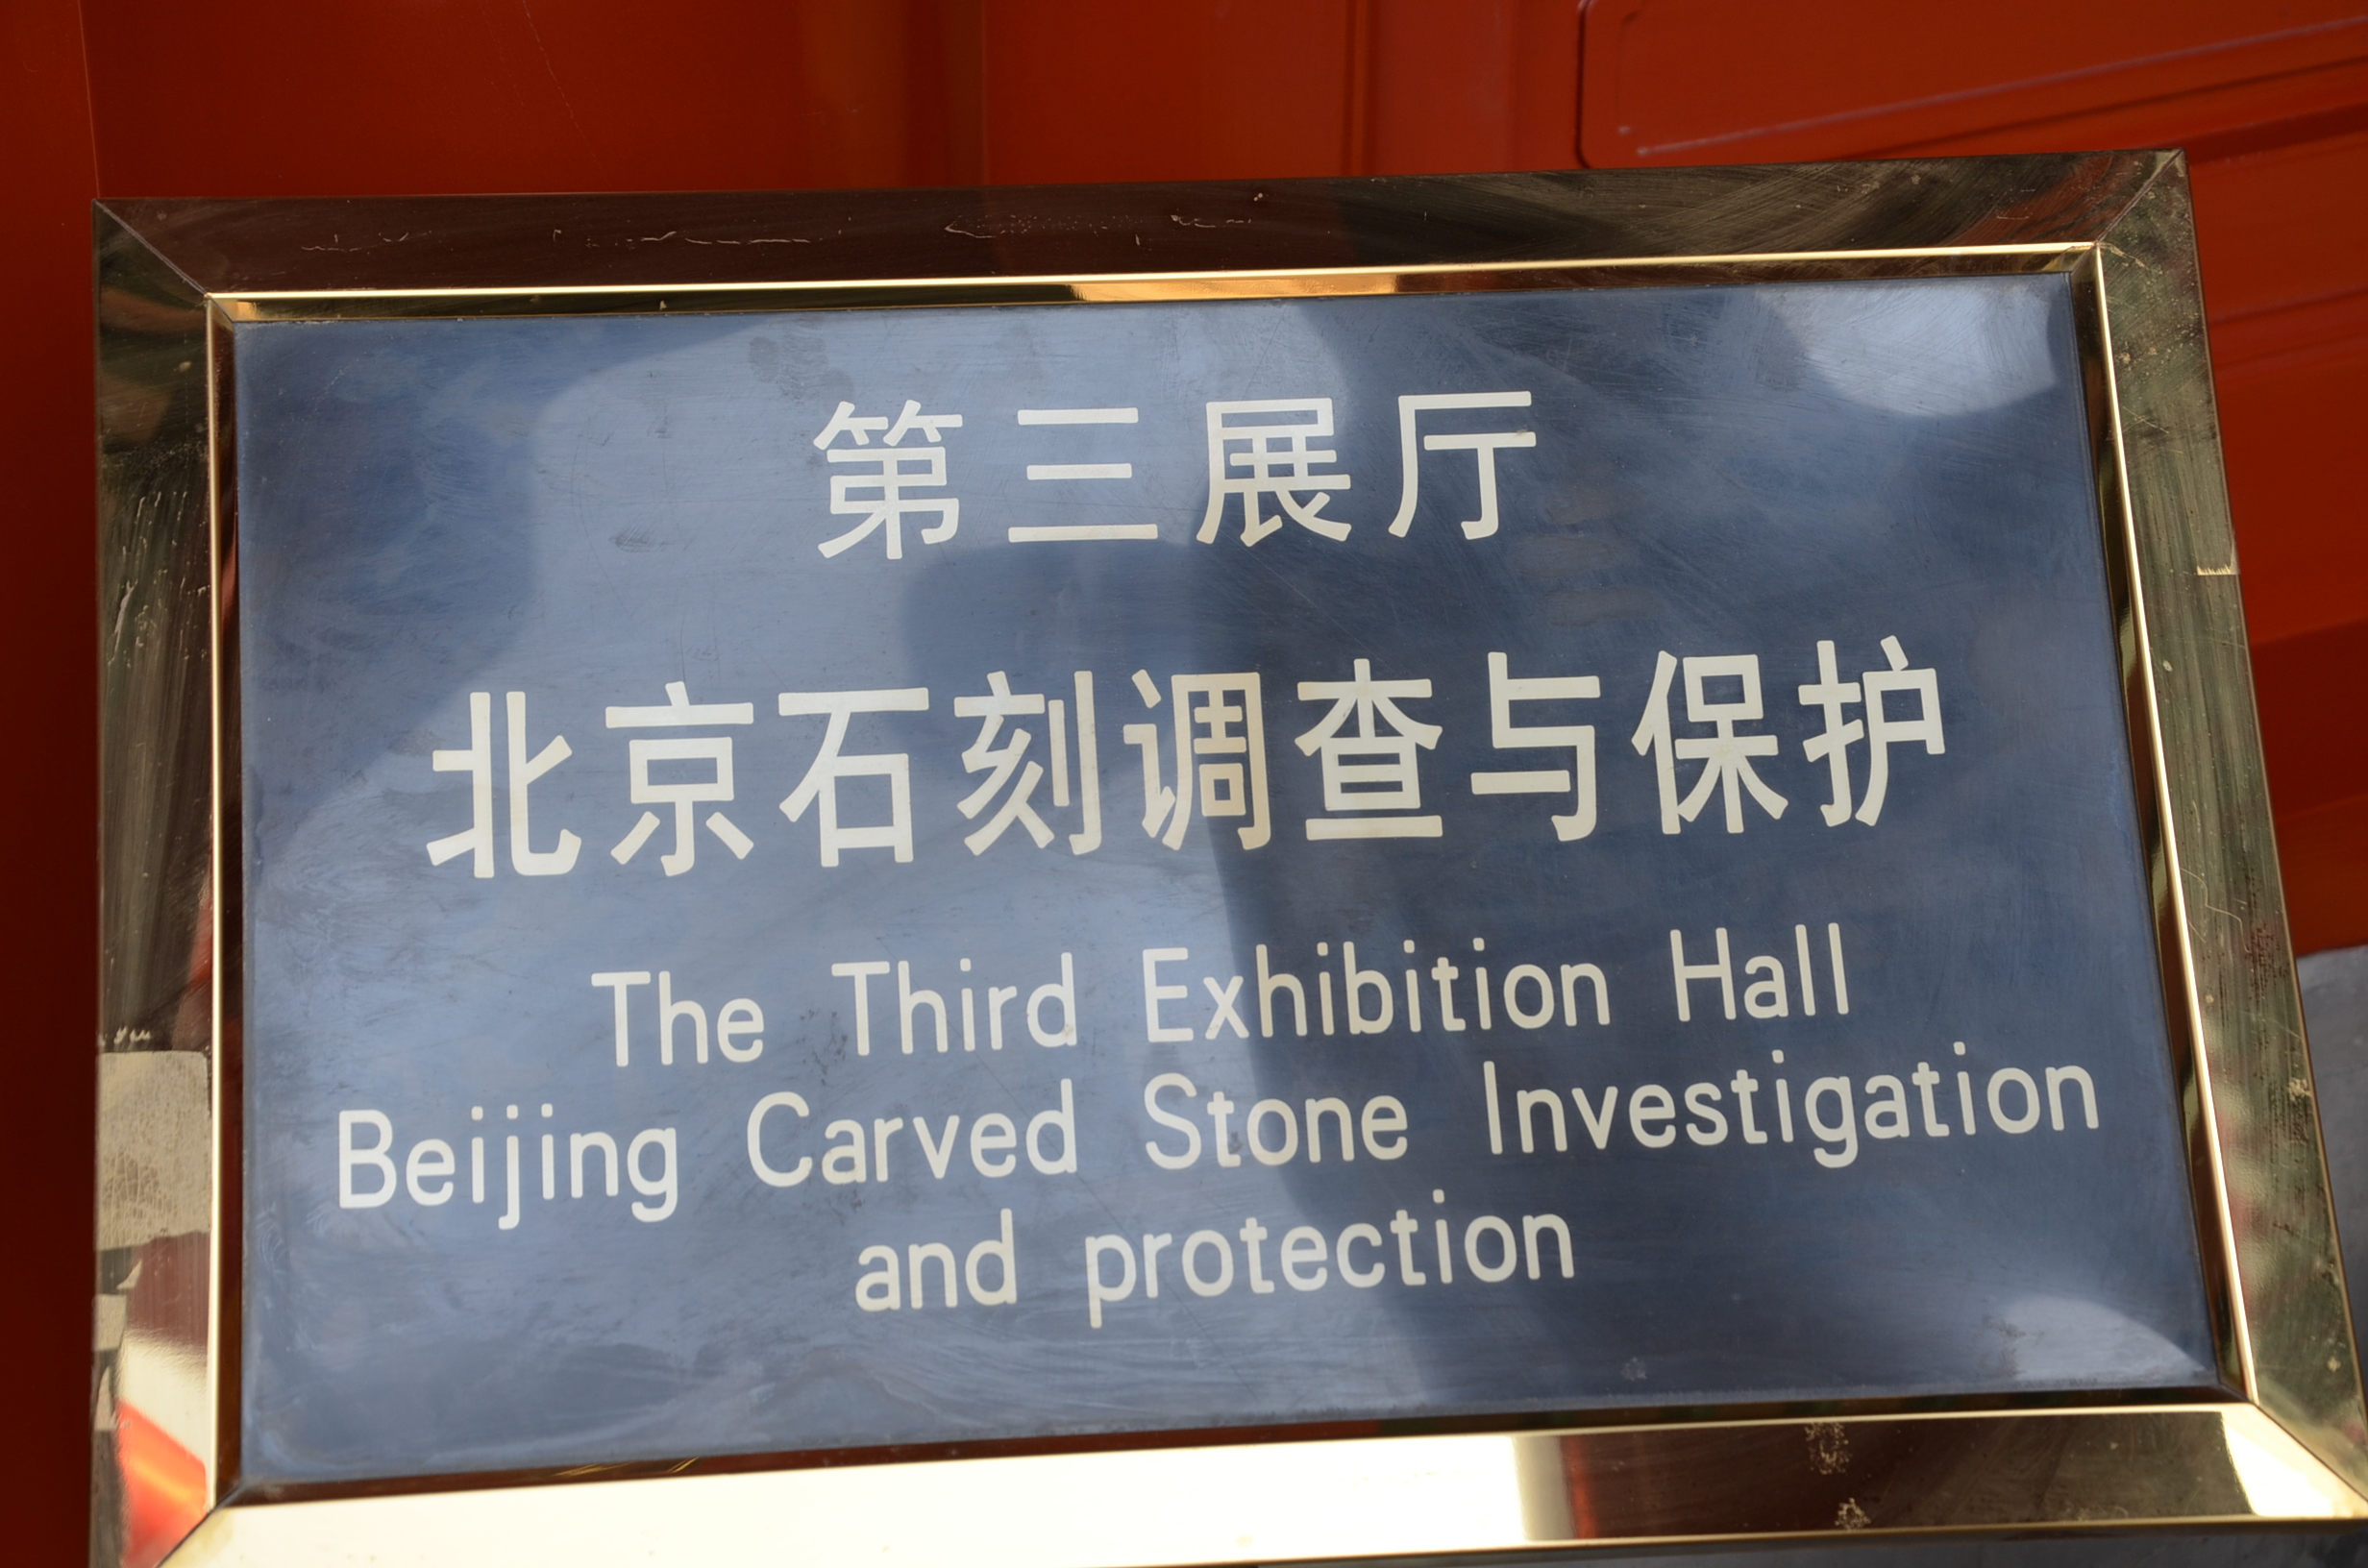 第三展厅
北京石刻调查与保护
The Third Exhibition Hall
Beijing Carved Stone Investigation
and protection